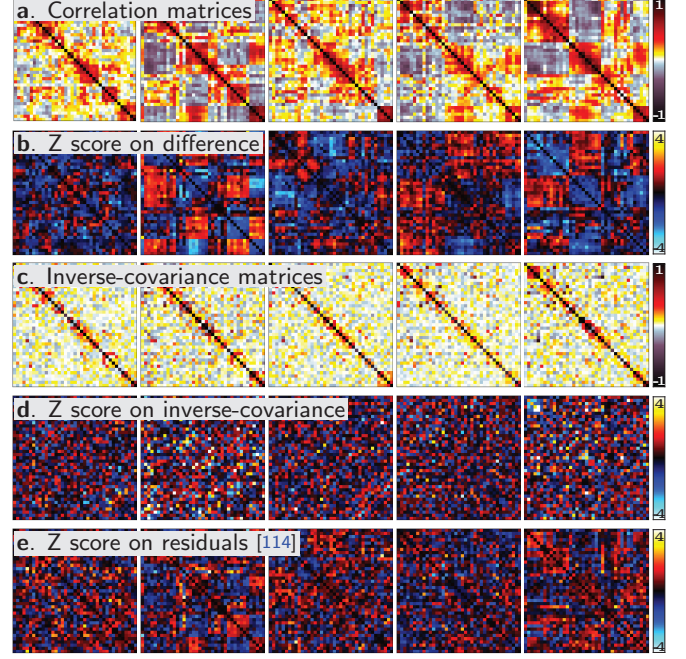 a. Correlation matrices
1
-1
b. Z score on difference
4
-4
c. Inverse-covariance matrices
1
-1
d. Z score on inverse-covariance
4
-4
e. Z score on residuals [114]
4
-4